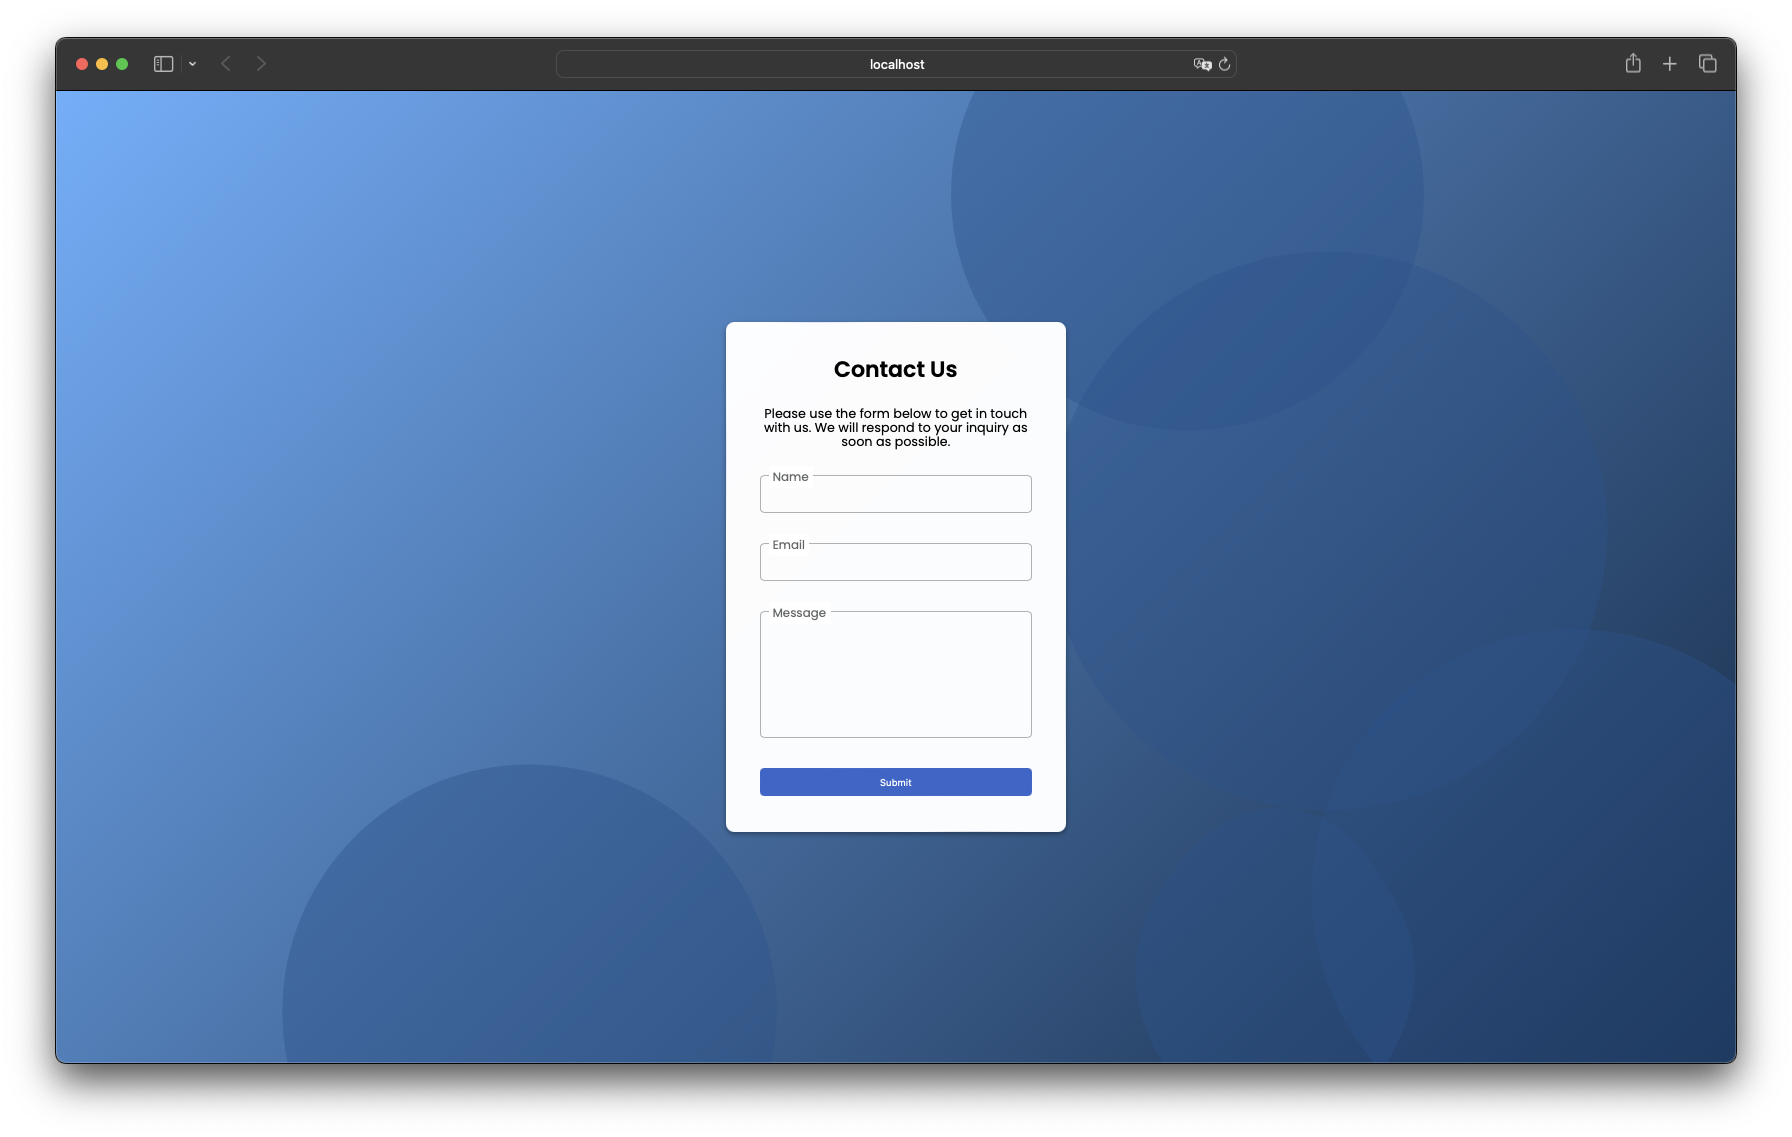 localhost
Contact Us
Please use the form below to get in touch
with us. We will respond to your inquiry as
soon as possible.
Name
Email
Message
Submit